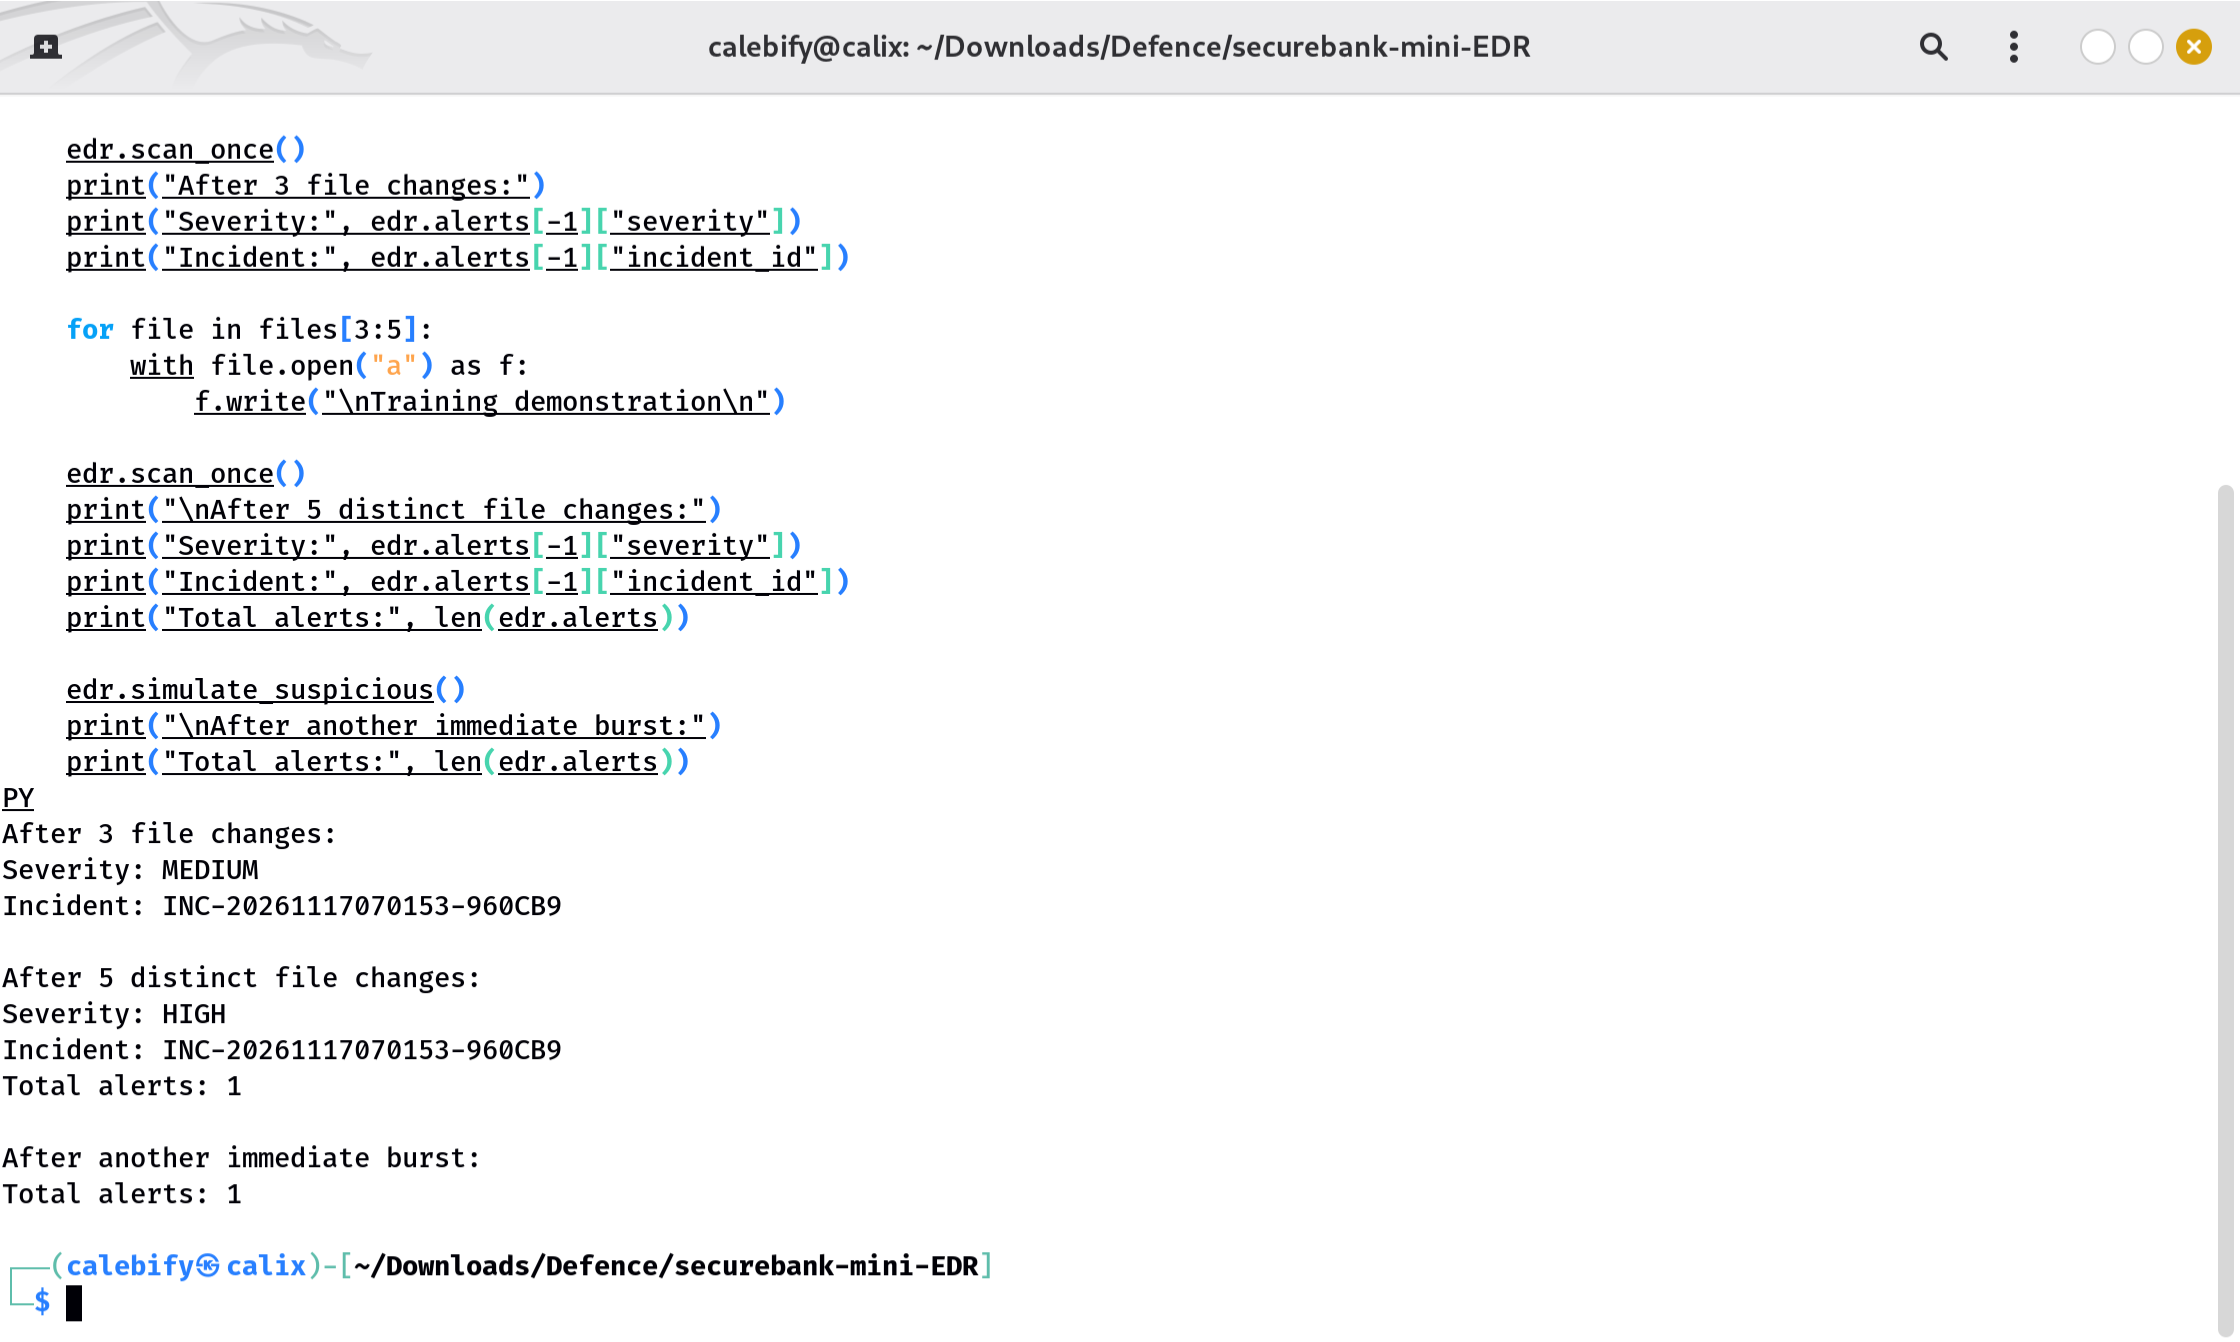 calebify@calix: ~/Downloads/Defence/securebank-mini-EDR
    edr.scan_once()
    print("After 3 file changes:")
    print("Severity:", edr.alerts[-1]["severity"])
    print("Incident:", edr.alerts[-1]["incident_id"])

    for file in files[3:5]:
        with file.open("a") as f:
            f.write("\nTraining demonstration\n")

    edr.scan_once()
    print("\nAfter 5 distinct file changes:")
    print("Severity:", edr.alerts[-1]["severity"])
    print("Incident:", edr.alerts[-1]["incident_id"])
    print("Total alerts:", len(edr.alerts))

    edr.simulate_suspicious()
    print("\nAfter another immediate burst:")
    print("Total alerts:", len(edr.alerts))
PY
After 3 file changes:
Severity: MEDIUM
Incident: INC-20261117070153-960CB9

After 5 distinct file changes:
Severity: HIGH
Incident: INC-20261117070153-960CB9
Total alerts: 1

After another immediate burst:
Total alerts: 1

┌──(calebify㉿calix)-[~/Downloads/Defence/securebank-mini-EDR]
└─$